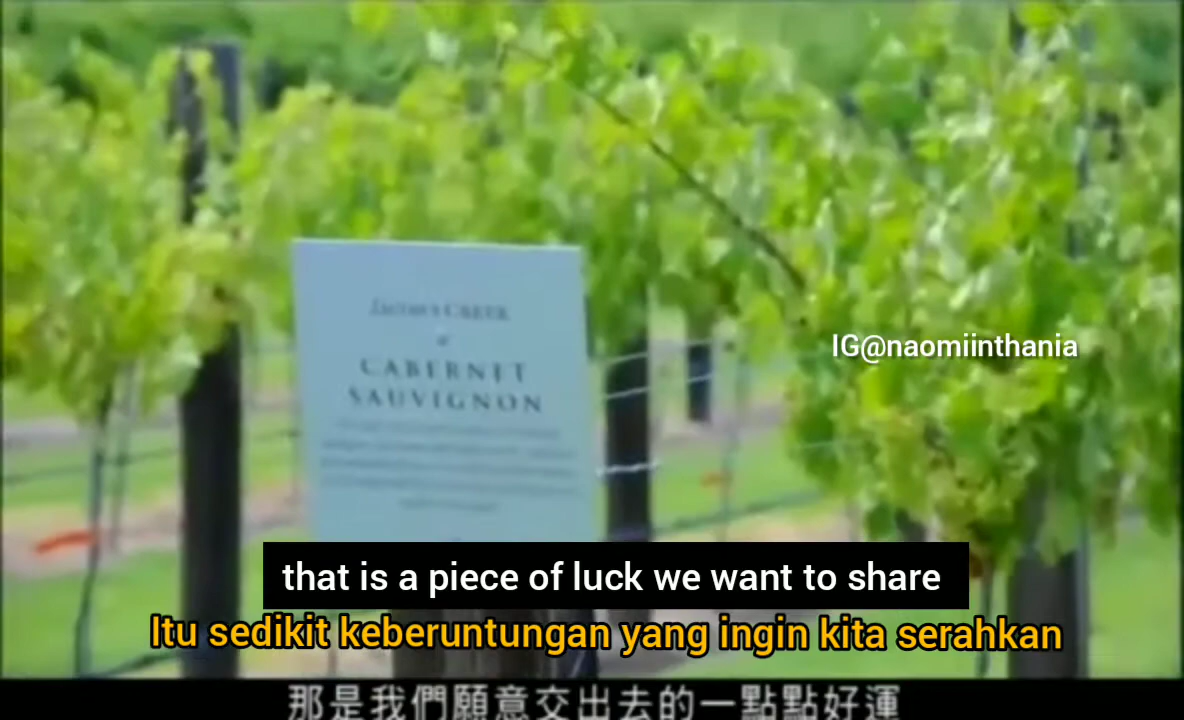 CREEK
CABERNET
SAUVIGNON
IG@naomiinthania
that is a piece of luck we want to share
Itu sedikit keberuntungan yang ingin kita serahkan
那是我們願意交出去的一點點好運